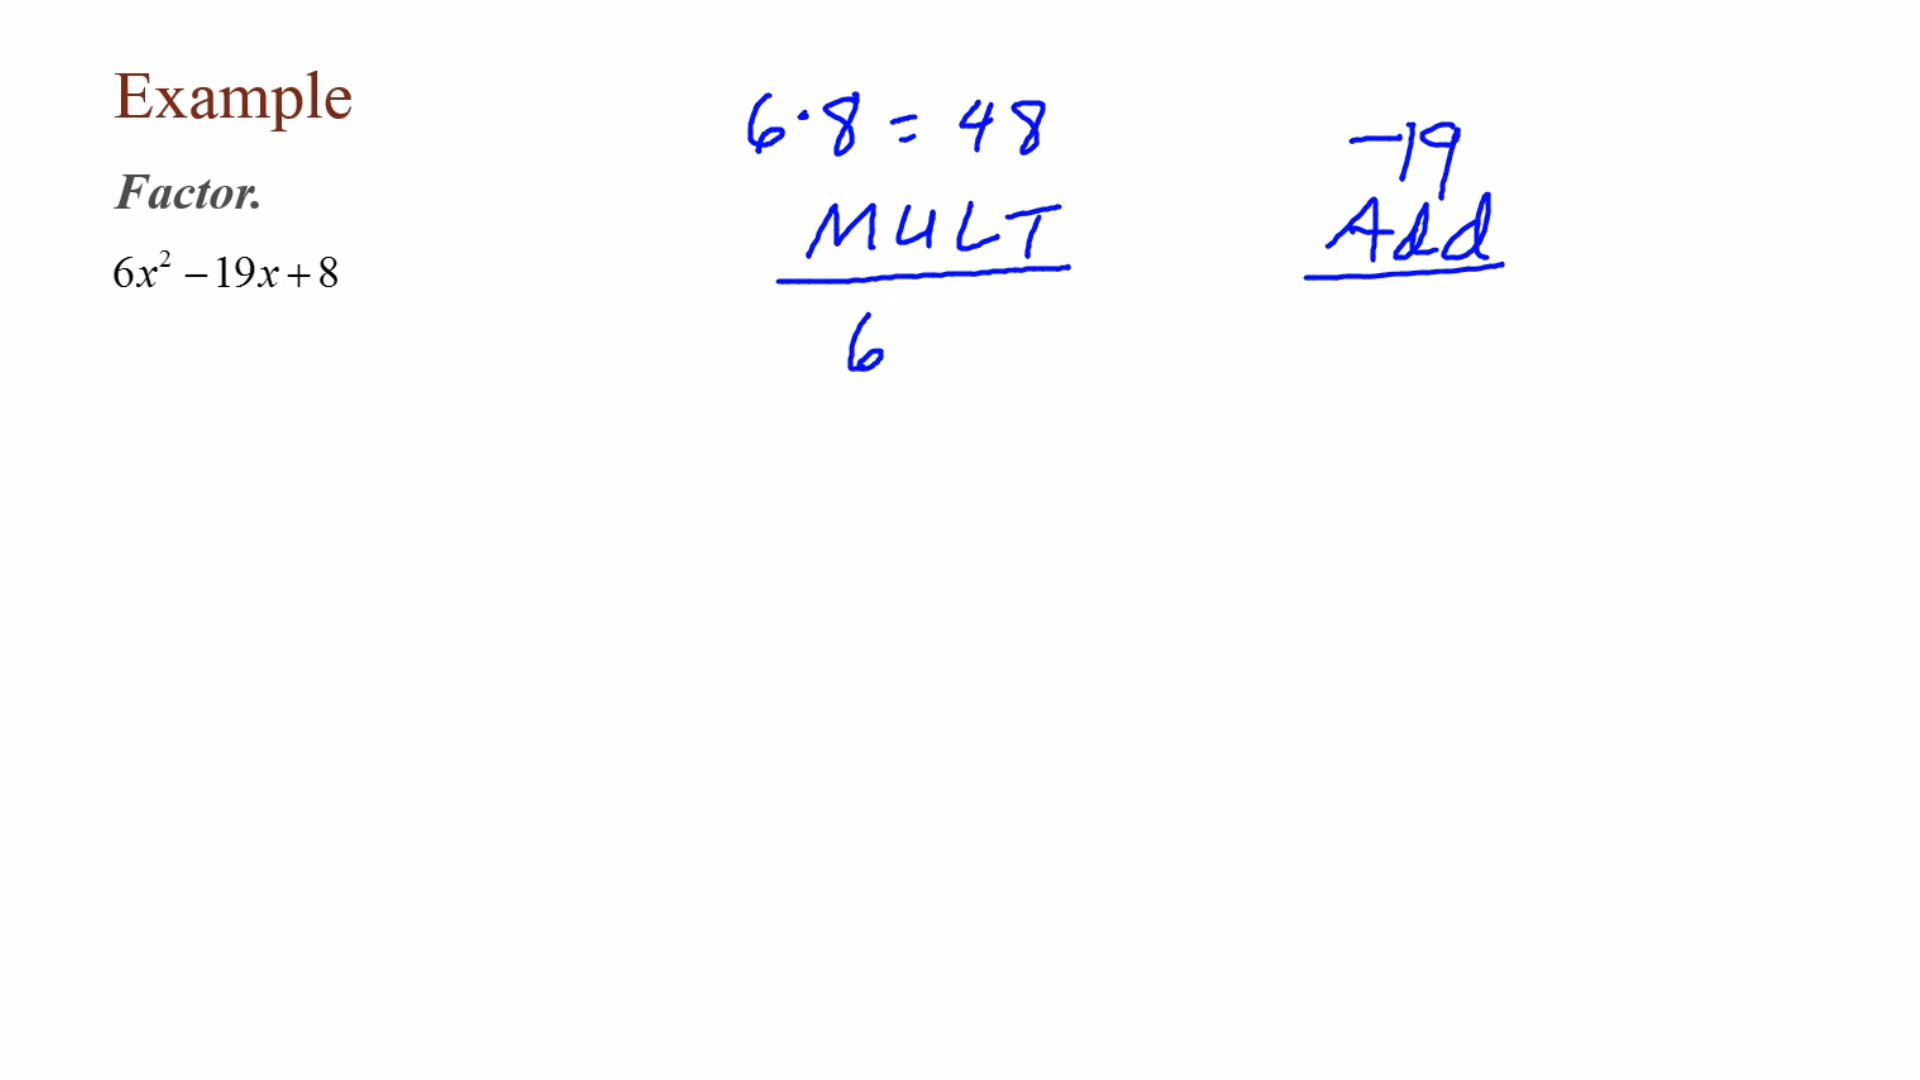 Example
Factor.
6x² − 19x + 8
6·8 = 48
MULT
6
-19
Add